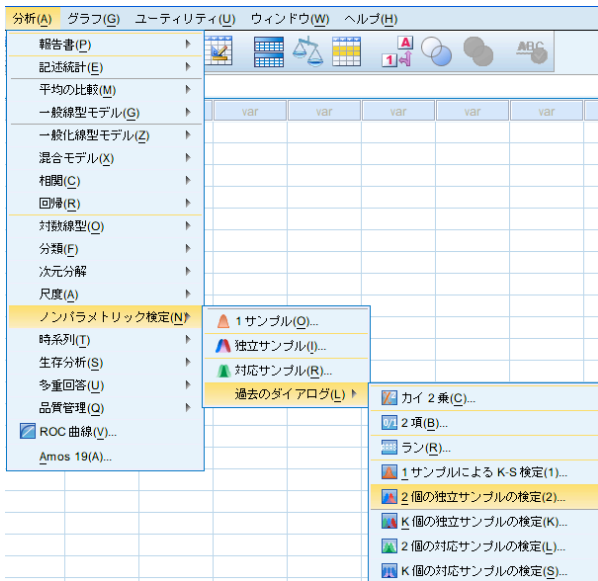 分析(A) グラフ(G) ユーティリティ(U) ウィンドウ(W) ヘルプ(H)
A
1
ABC
var var var var var
報告書(P)
記述統計(E)
平均の比較(M)
一般線型モデル(G)
一般化線型モデル(Z)
混合モデル(X)
相関(C)
回帰(R)
対数線型(O)
分類(F)
次元分解
尺度(A)
ノンパラメトリック検定(N)
時系列(T)
生存分析(S)
多重回答(U)
品質管理(Q)
ROC 曲線(V)...
Amos 19(A)...
1 サンプル(O)...
独立サンプル(I)...
対応サンプル(R)...
過去のダイアログ(L)
カイ 2 乗(C)...
0/1 2 項(B)...
ラン(R)...
1 サンプルによる K-S 検定(1)...
2 個の独立サンプルの検定(2)...
K 個の独立サンプルの検定(K)...
2 個の対応サンプルの検定(L)...
K 個の対応サンプルの検定(S)...